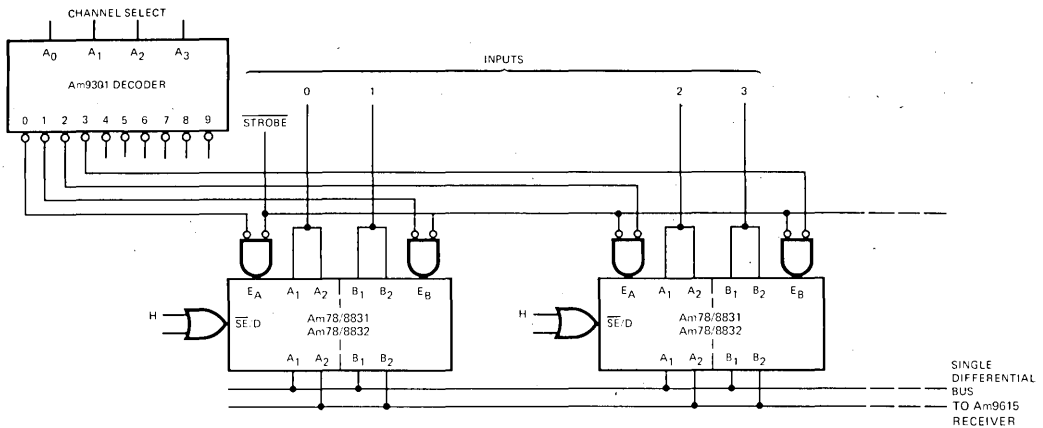 CHANNEL SELECT
A0 A1 A2 A3
Am9301 DECODER
0 1 2 3 4 5 6 7 8 9
INPUTS
0 1 2 3
STROBE
EA A1 A2 B1 B2 EB
H
SE/D
Am78/8831
Am78/8832
A1 A2 B1 B2
EA A1 A2 B1 B2 EB
H
SE/D
Am78/8831
Am78/8832
A1 A2 B1 B2
SINGLE
DIFFERENTIAL
BUS
TO Am9615
RECEIVER